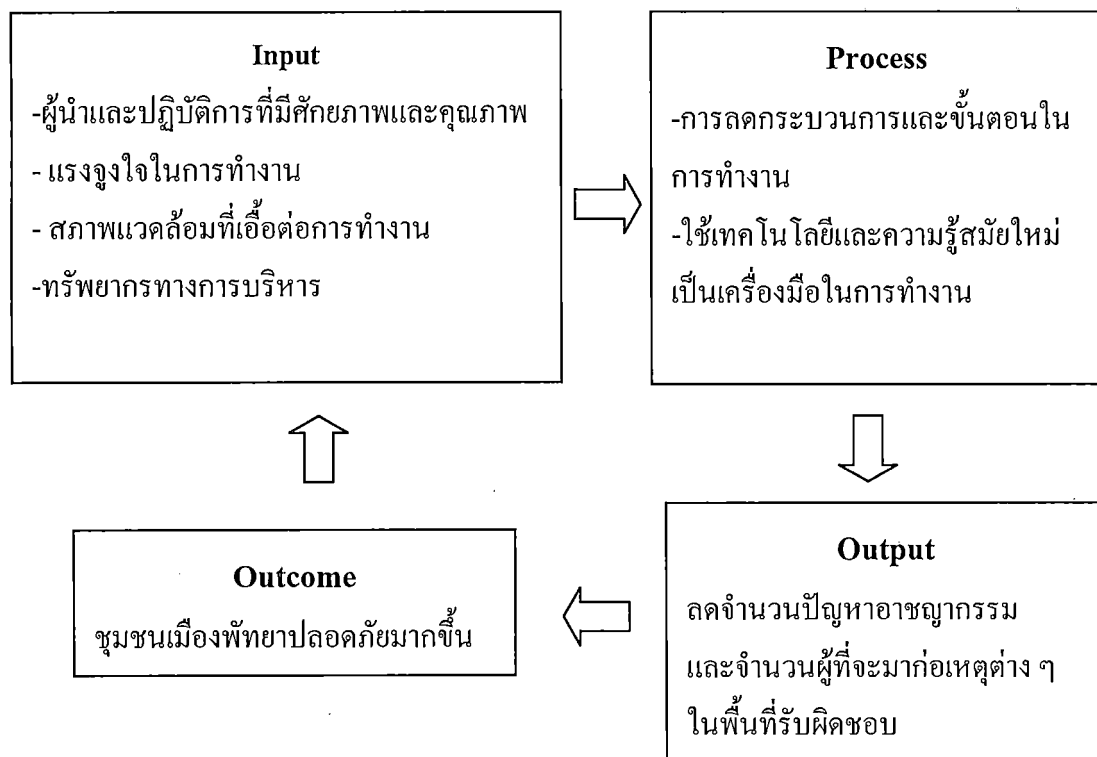 Input
-ผู้นำและปฏิบัติการที่มีศักยภาพและคุณภาพ
- แรงจูงใจในการทำงาน
- สภาพแวดล้อมที่เอื้อต่อการทำงาน
-ทรัพยากรทางการบริหาร
Process
-การลดกระบวนการและขั้นตอนใน
การทำงาน
-ใช้เทคโนโลยีและความรู้สมัยใหม่
เป็นเครื่องมือในการทำงาน
Output
ลดจำนวนปัญหาอาชญากรรม
และจำนวนผู้ที่จะมาก่อเหตุต่าง ๆ
ในพื้นที่รับผิดชอบ
Outcome
ชุมชนเมืองพัทยาปลอดภัยมากขึ้น